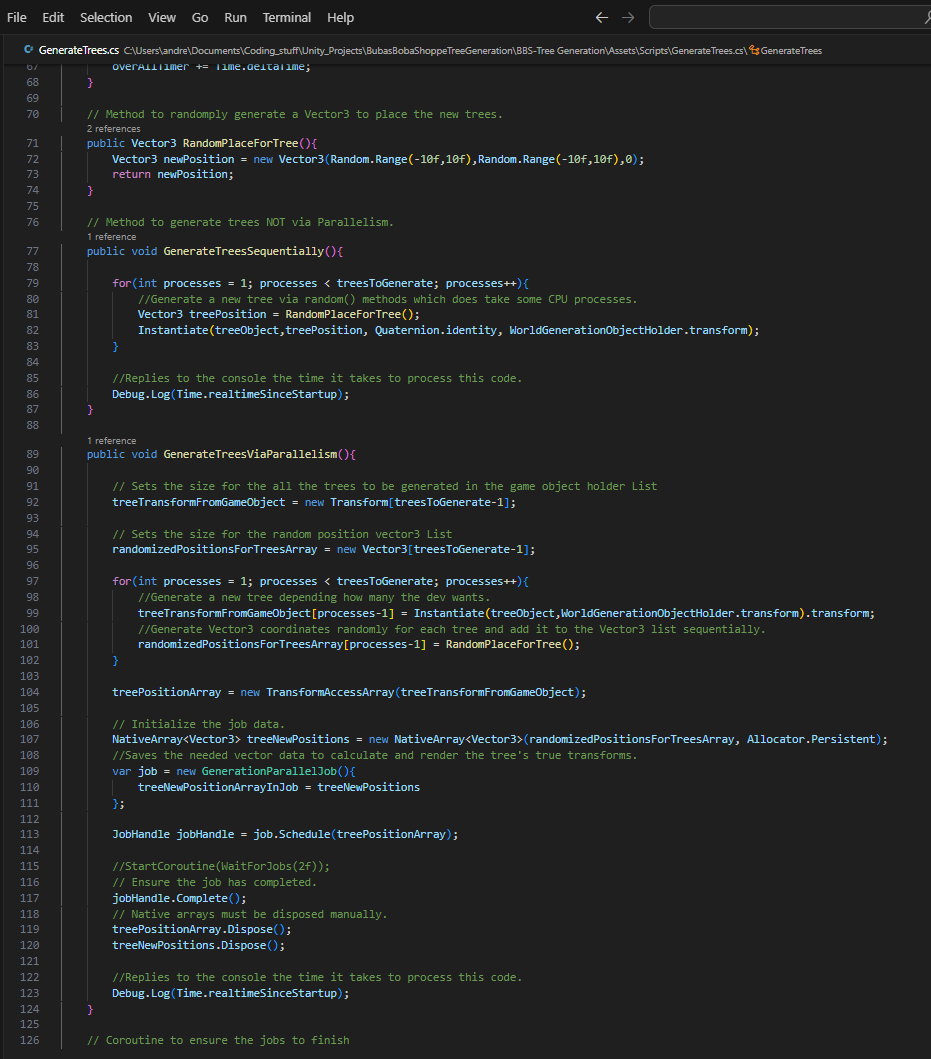 File Edit Selection View Go Run Terminal Help
GenerateTrees.cs C:\Users\andre\Documents\Coding_stuff\Unity_Projects\BubasBobaShoppeTreeGeneration\BBS-Tree Generation\Assets\Scripts\GenerateTrees.cs\GenerateTrees
67 overAllTimer += Time.deltaTime;
68 }
69
70 // Method to randomply generate a Vector3 to place the new trees.
2 references
71 public Vector3 RandomPlaceForTree(){
72 Vector3 newPosition = new Vector3(Random.Range(-10f,10f),Random.Range(-10f,10f),0);
73 return newPosition;
74 }
75
76 // Method to generate trees NOT via Parallelism.
1 reference
77 public void GenerateTreesSequentially(){
78
79 for(int processes = 1; processes < treesToGenerate; processes++){
80 //Generate a new tree via random() methods which does take some CPU processes.
81 Vector3 treePosition = RandomPlaceForTree();
82 Instantiate(treeObject,treePosition, Quaternion.identity, WorldGenerationObjectHolder.transform);
83 }
84
85 //Replies to the console the time it takes to process this code.
86 Debug.Log(Time.realtimeSinceStartup);
87 }
88
1 reference
89 public void GenerateTreesViaParallelism(){
90
91 // Sets the size for the all the trees to be generated in the game object holder List
92 treeTransformFromGameObject = new Transform[treesToGenerate-1];
93
94 // Sets the size for the random position vector3 List
95 randomizedPositionsForTreesArray = new Vector3[treesToGenerate-1];
96
97 for(int processes = 1; processes < treesToGenerate; processes++){
98 //Generate a new tree depending how many the dev wants.
99 treeTransformFromGameObject[processes-1] = Instantiate(treeObject,WorldGenerationObjectHolder.transform).transform;
100 //Generate Vector3 coordinates randomly for each tree and add it to the Vector3 list sequentially.
101 randomizedPositionsForTreesArray[processes-1] = RandomPlaceForTree();
102 }
103
104 treePositionArray = new TransformAccessArray(treeTransformFromGameObject);
105
106 // Initialize the job data.
107 NativeArray<Vector3> treeNewPositions = new NativeArray<Vector3>(randomizedPositionsForTreesArray, Allocator.Persistent);
108 //Saves the needed vector data to calculate and render the tree's true transforms.
109 var job = new GenerationParallelJob(){
110 treeNewPositionArrayInJob = treeNewPositions
111 };
112
113 JobHandle jobHandle = job.Schedule(treePositionArray);
114
115 //StartCoroutine(WaitForJobs(2f));
116 // Ensure the job has completed.
117 jobHandle.Complete();
118 // Native arrays must be disposed manually.
119 treePositionArray.Dispose();
120 treeNewPositions.Dispose();
121
122 //Replies to the console the time it takes to process this code.
123 Debug.Log(Time.realtimeSinceStartup);
124 }
125
126 // Coroutine to ensure the jobs to finish